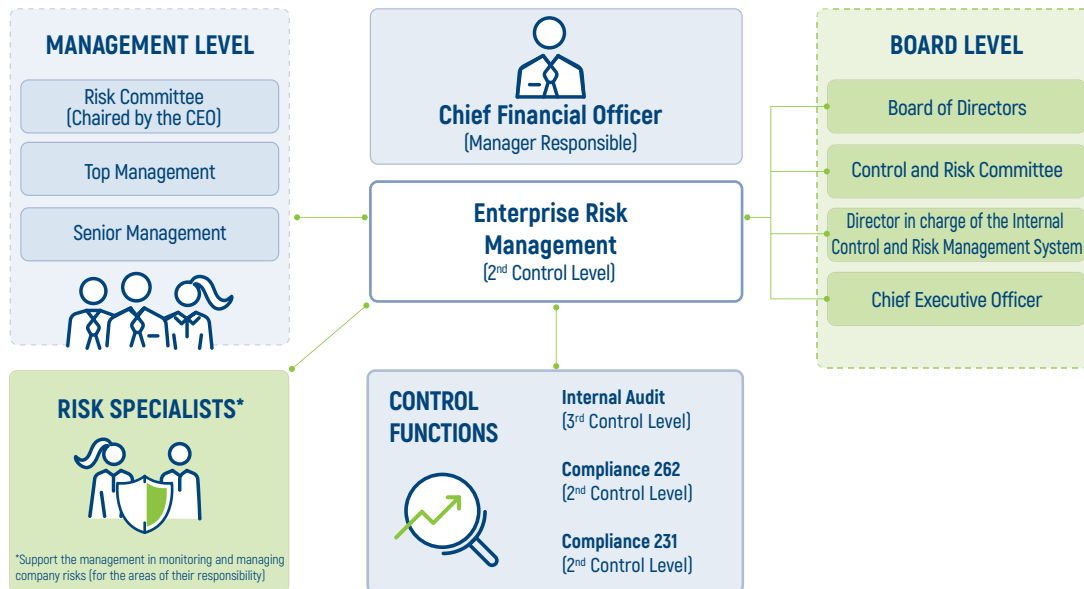 MANAGEMENT LEVEL
Risk Committee
(Chaired by the CEO)
Top Management
Senior Management
Chief Financial Officer
(Manager Responsible)
Enterprise Risk
Management
(2nd Control Level)
BOARD LEVEL
Board of Directors
Control and Risk Committee
Director in charge of the Internal
Control and Risk Management System
Chief Executive Officer
RISK SPECIALISTS*
*Support the management in monitoring and managing
company risks (for the areas of their responsibility)
CONTROL
FUNCTIONS
Internal Audit
(3rd Control Level)
Compliance 262
(2nd Control Level)
Compliance 231
(2nd Control Level)